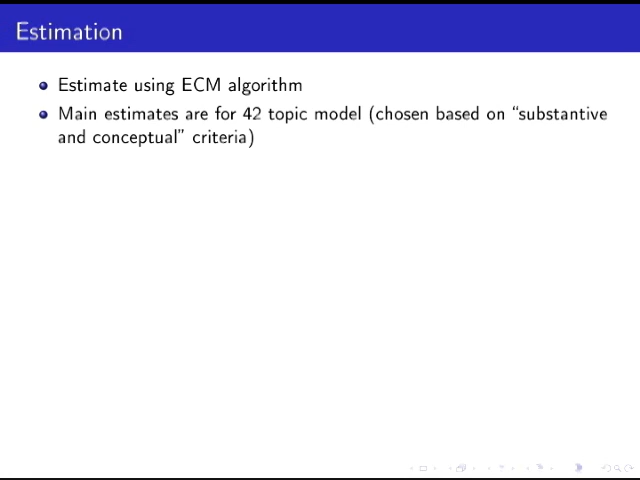 Estimation
Estimate using ECM algorithm
Main estimates are for 42 topic model (chosen based on “substantive
and conceptual” criteria)